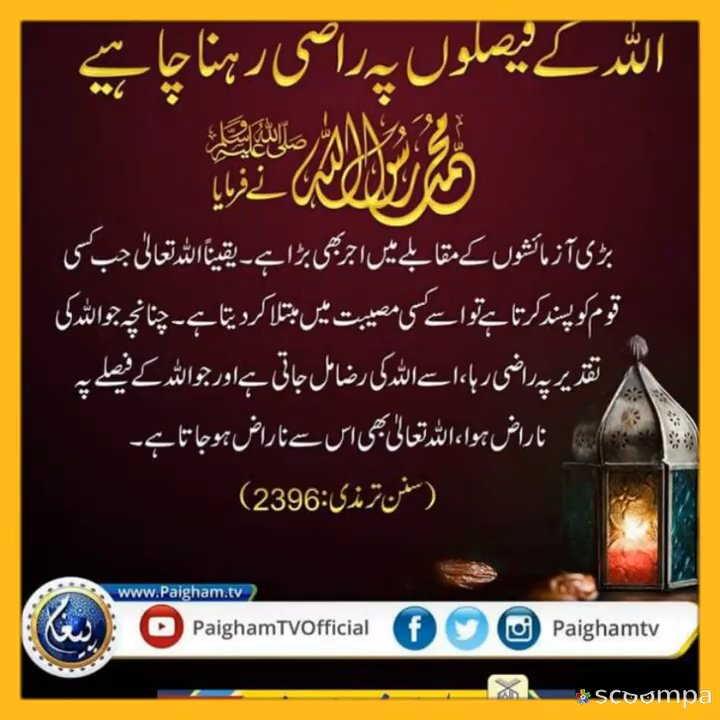 اللہ کے فیصلوں پہ راضی رہنا چاہیے
محمد رسول اللہ صلی اللہ علیہ وسلم
نے فرمایا
بڑی آزمائشوں کے مقابلے میں اجر بھی بڑا ہے۔ یقیناً اللہ تعالیٰ جب کسی
قوم کو پسند کرتا ہے تو اسے کسی مصیبت میں مبتلا کر دیتا ہے۔ چنانچہ جو اللہ کی
تقدیر پہ راضی رہا، اسے اللہ کی رضا مل جاتی ہے اور جو اللہ کے فیصلے پہ
ناراض ہوا، اللہ تعالیٰ بھی اس سے ناراض ہو جاتا ہے۔
(سنن ترمذی: 2396)
www.Paigham.tv
پیغام
PaighamTVOfficial
Paighamtv
scoompa